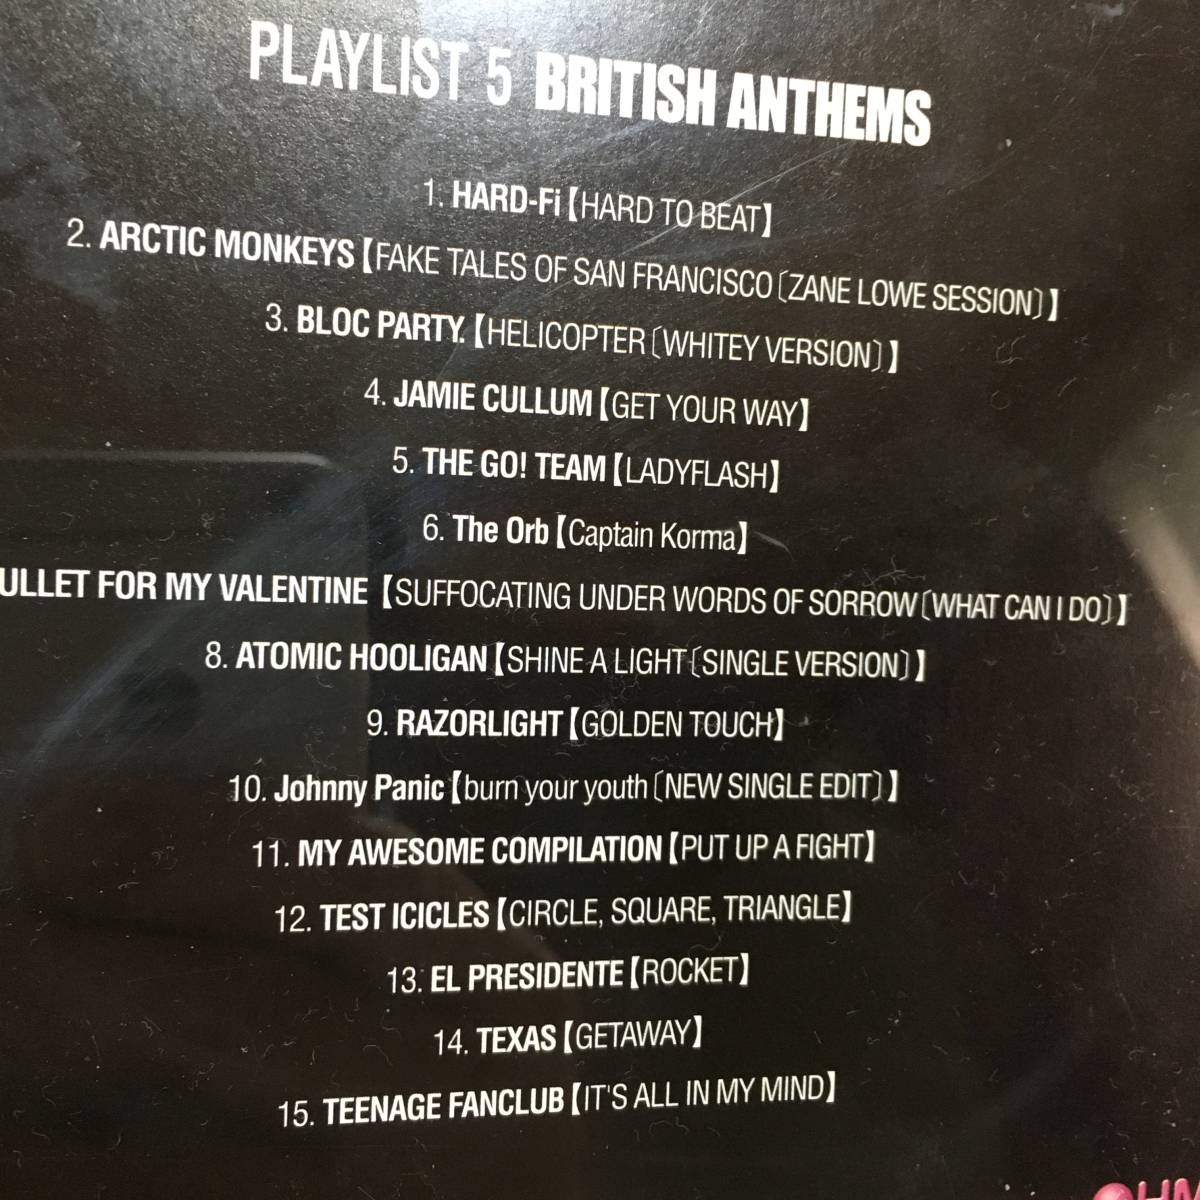 PLAYLIST 5 BRITISH ANTHEMS
1. HARD-Fi【HARD TO BEAT】
2. ARCTIC MONKEYS【FAKE TALES OF SAN FRANCISCO〔ZANE LOWE SESSION〕】
3. BLOC PARTY.【HELICOPTER〔WHITEY VERSION〕】
4. JAMIE CULLUM【GET YOUR WAY】
5. THE GO! TEAM【LADYFLASH】
6. The Orb【Captain Korma】
ULLET FOR MY VALENTINE【SUFFOCATING UNDER WORDS OF SORROW〔WHAT CAN I DO〕】
8. ATOMIC HOOLIGAN【SHINE A LIGHT〔SINGLE VERSION〕】
9. RAZORLIGHT【GOLDEN TOUCH】
10. Johnny Panic【burn your youth〔NEW SINGLE EDIT〕】
11. MY AWESOME COMPILATION【PUT UP A FIGHT】
12. TEST ICICLES【CIRCLE, SQUARE, TRIANGLE】
13. EL PRESIDENTE【ROCKET】
14. TEXAS【GETAWAY】
15. TEENAGE FANCLUB【IT'S ALL IN MY MIND】